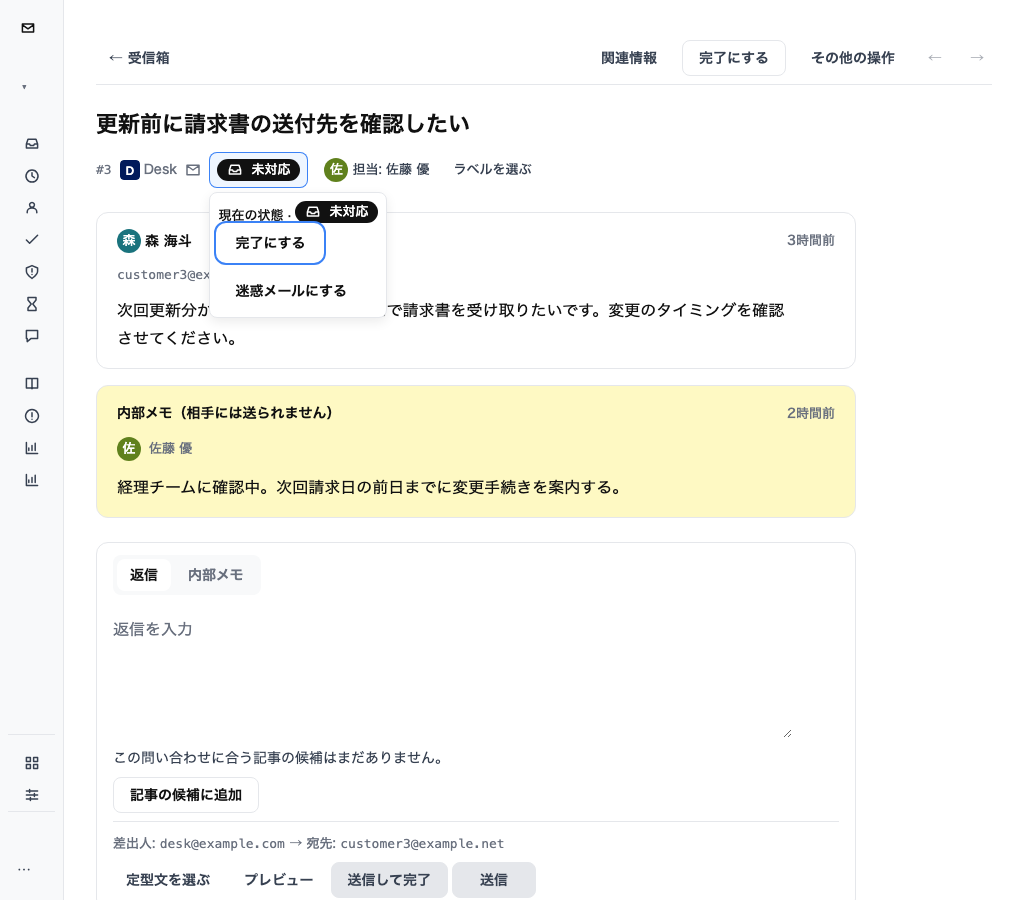 ← 受信箱
関連情報 完了にする その他の操作 ← →
更新前に請求書の送付先を確認したい
#3 D Desk 未対応 佐 担当: 佐藤 優 ラベルを選ぶ
現在の状態 · 未対応
完了にする
迷惑メールにする
森 森 海斗 3時間前
customer3@ex
次回更新分か で請求書を受け取りたいです。変更のタイミングを確認
させてください。
内部メモ（相手には送られません） 2時間前
佐 佐藤 優
経理チームに確認中。次回請求日の前日までに変更手続きを案内する。
返信 内部メモ
返信を入力
この問い合わせに合う記事の候補はまだありません。
記事の候補に追加
差出人: desk@example.com → 宛先: customer3@example.net
定型文を選ぶ プレビュー 送信して完了 送信
…